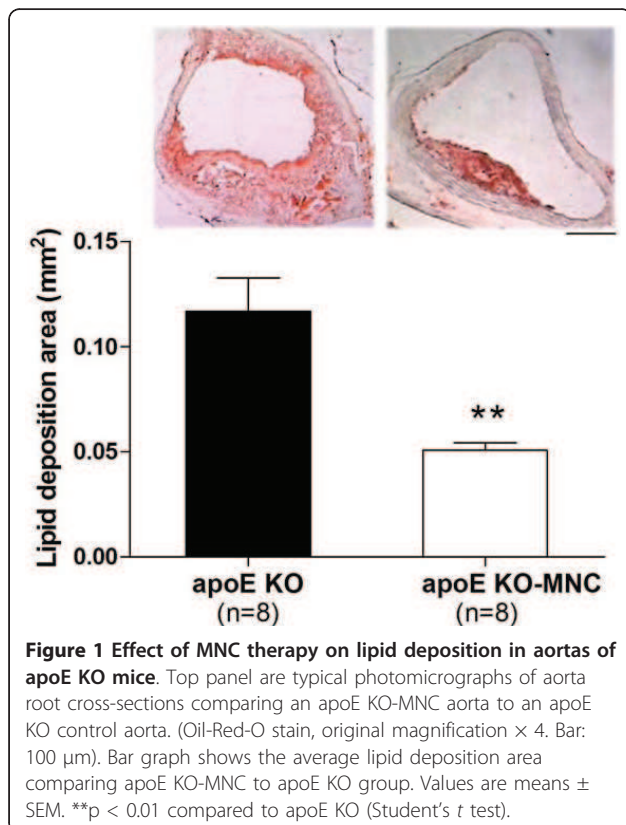 0.15
0.10
0.05
0.00
Lipid deposition area (mm²)
**
apoE KO
(n=8)
apoE KO-MNC
(n=8)
Figure 1 Effect of MNC therapy on lipid deposition in aortas of
apoE KO mice. Top panel are typical photomicrographs of aorta
root cross-sections comparing an apoE KO-MNC aorta to an apoE
KO control aorta. (Oil-Red-O stain, original magnification × 4. Bar:
100 μm). Bar graph shows the average lipid deposition area
comparing apoE KO-MNC to apoE KO group. Values are means ±
SEM. **p < 0.01 compared to apoE KO (Student's t test).